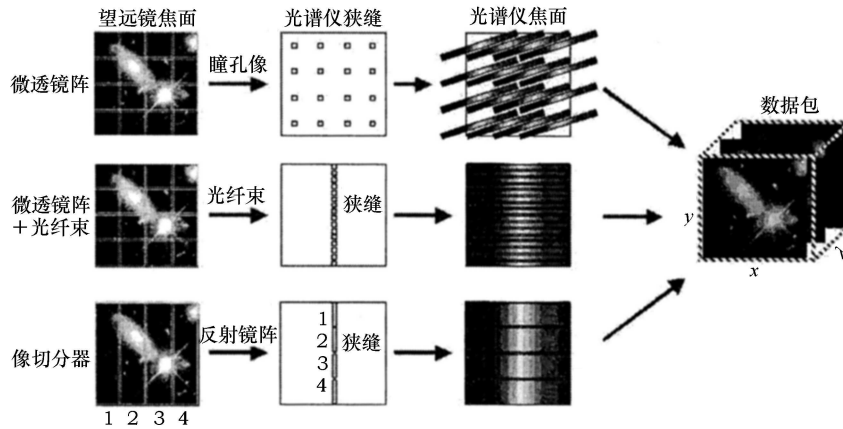 望远镜焦面 光谱仪狭缝 光谱仪焦面
微透镜阵 瞳孔像
数据包
微透镜阵
+光纤束
光纤束 狭缝
y
x
λ
像切分器 反射镜阵
1
2
3
4
狭缝
1 2 3 4